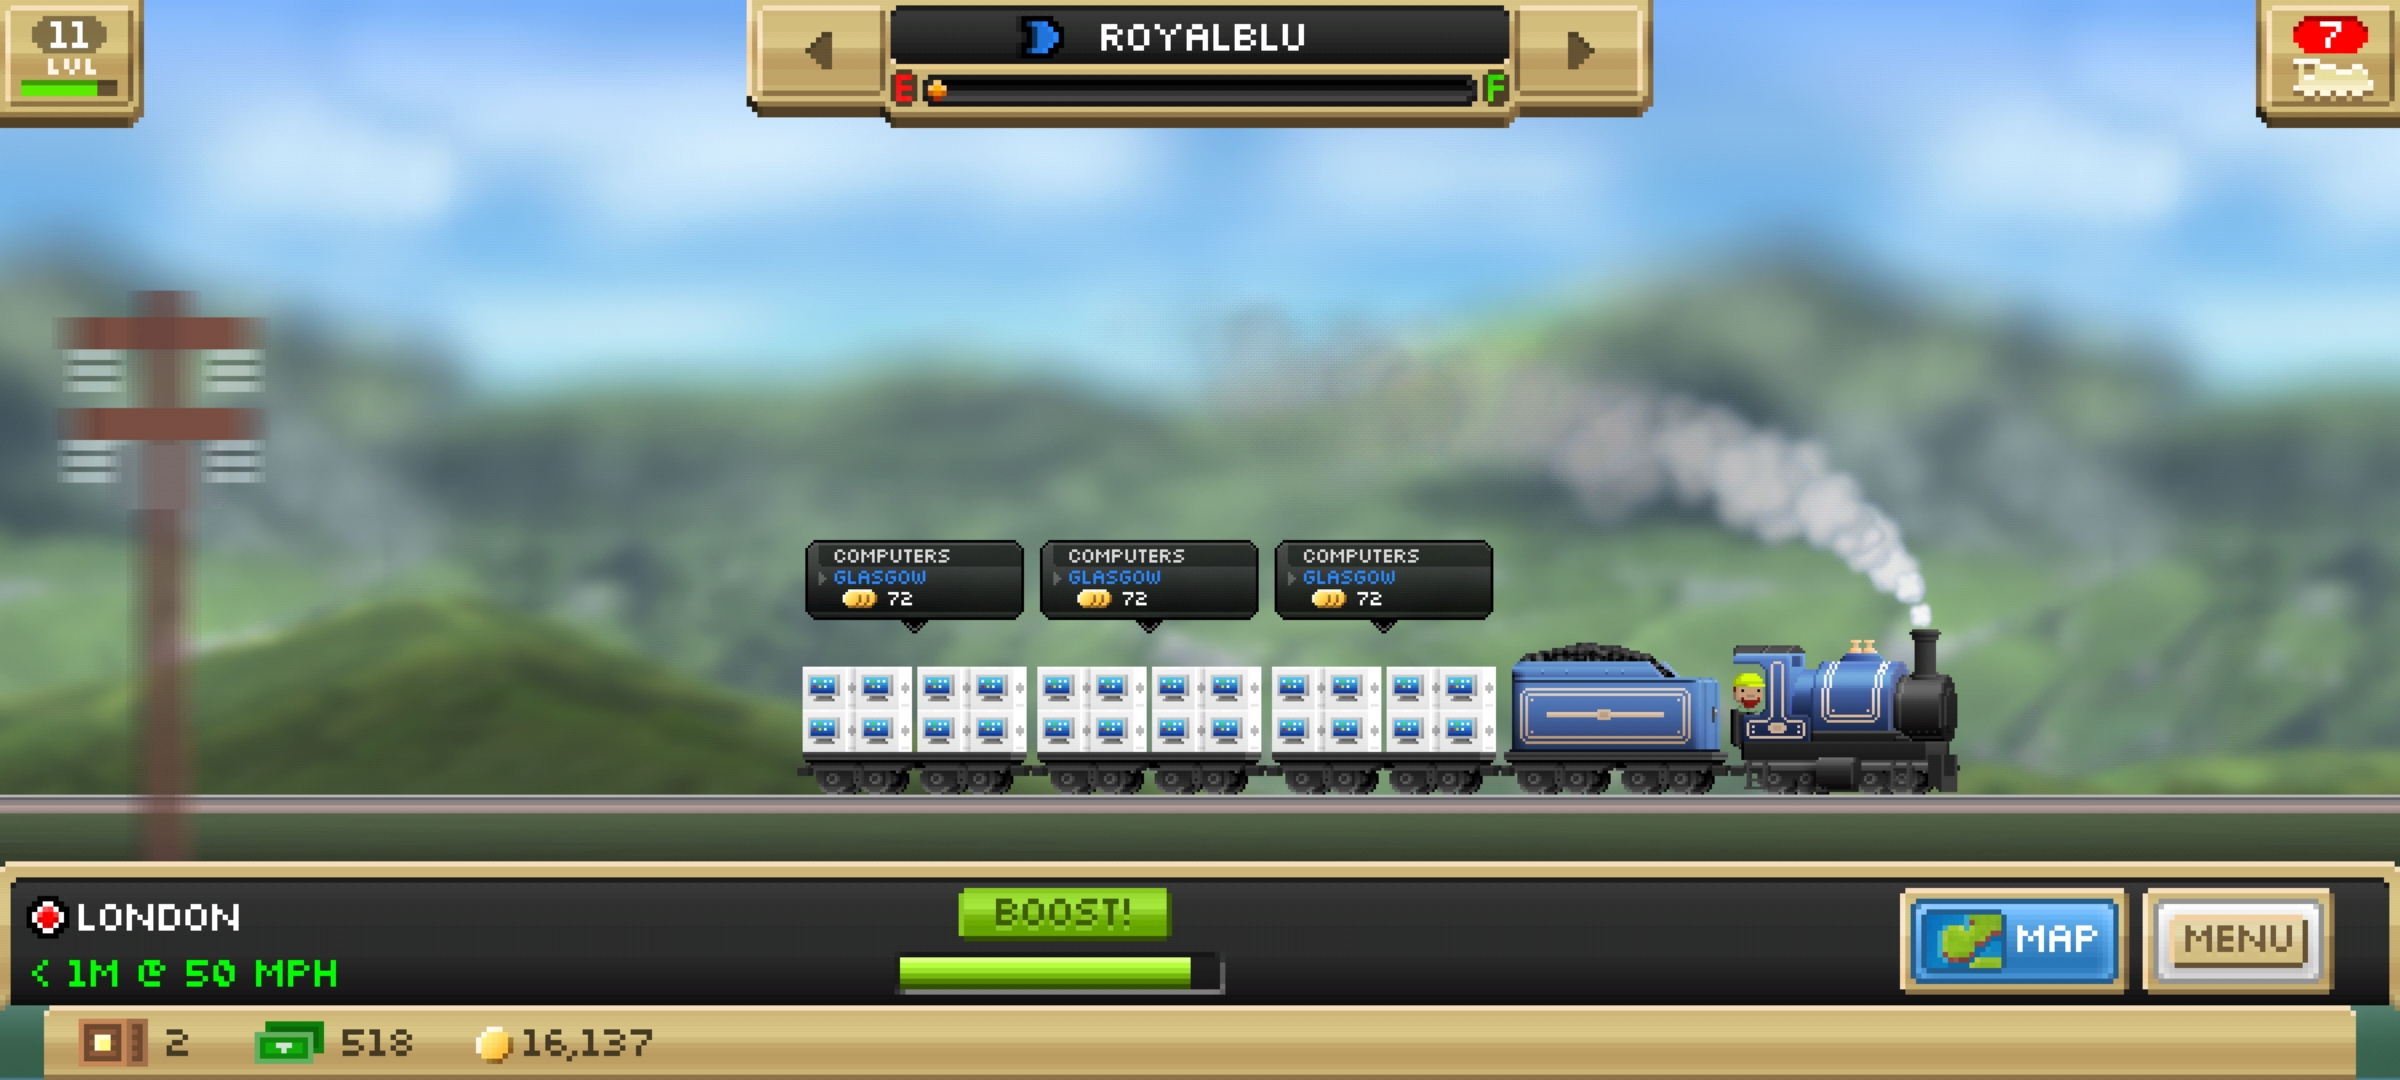 11
LVL
ROYALBLU
E F
7
COMPUTERS
GLASGOW
72
COMPUTERS
GLASGOW
72
COMPUTERS
GLASGOW
72
LONDON
< 1M @ 50 MPH
BOOST!
MAP
MENU
2
518
16,137